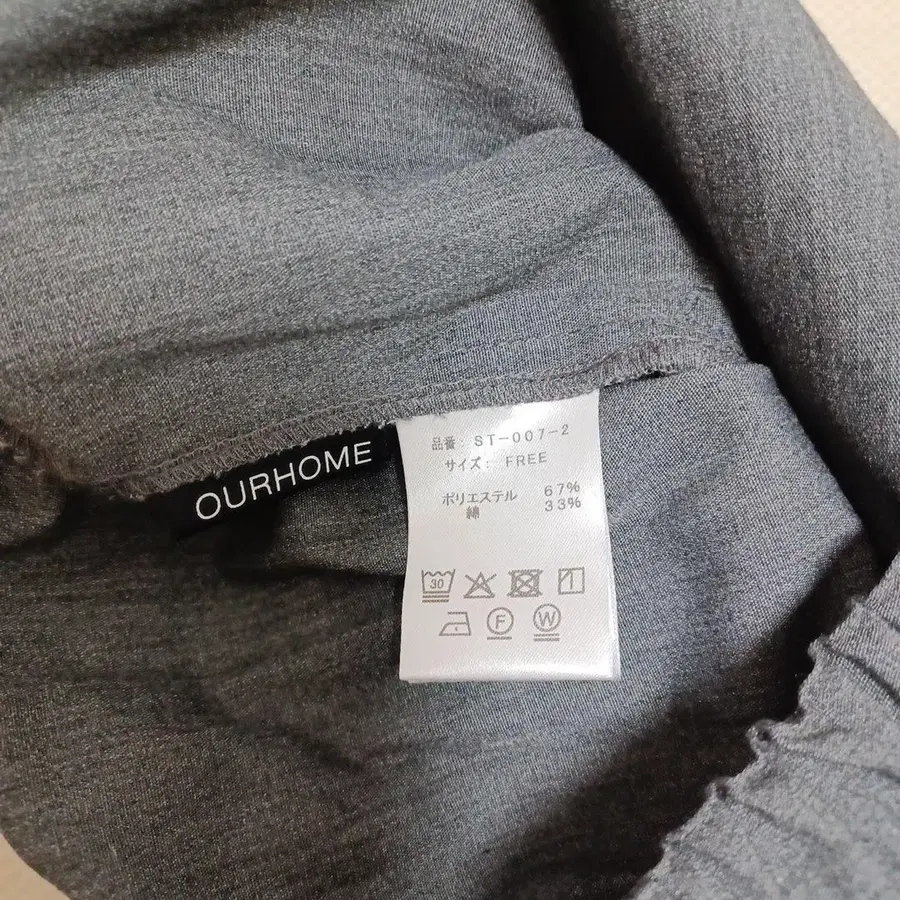 OURHOME
品番: ST-007-2
サイズ: FREE
ポリエステル 67%
綿 33%
30
F W